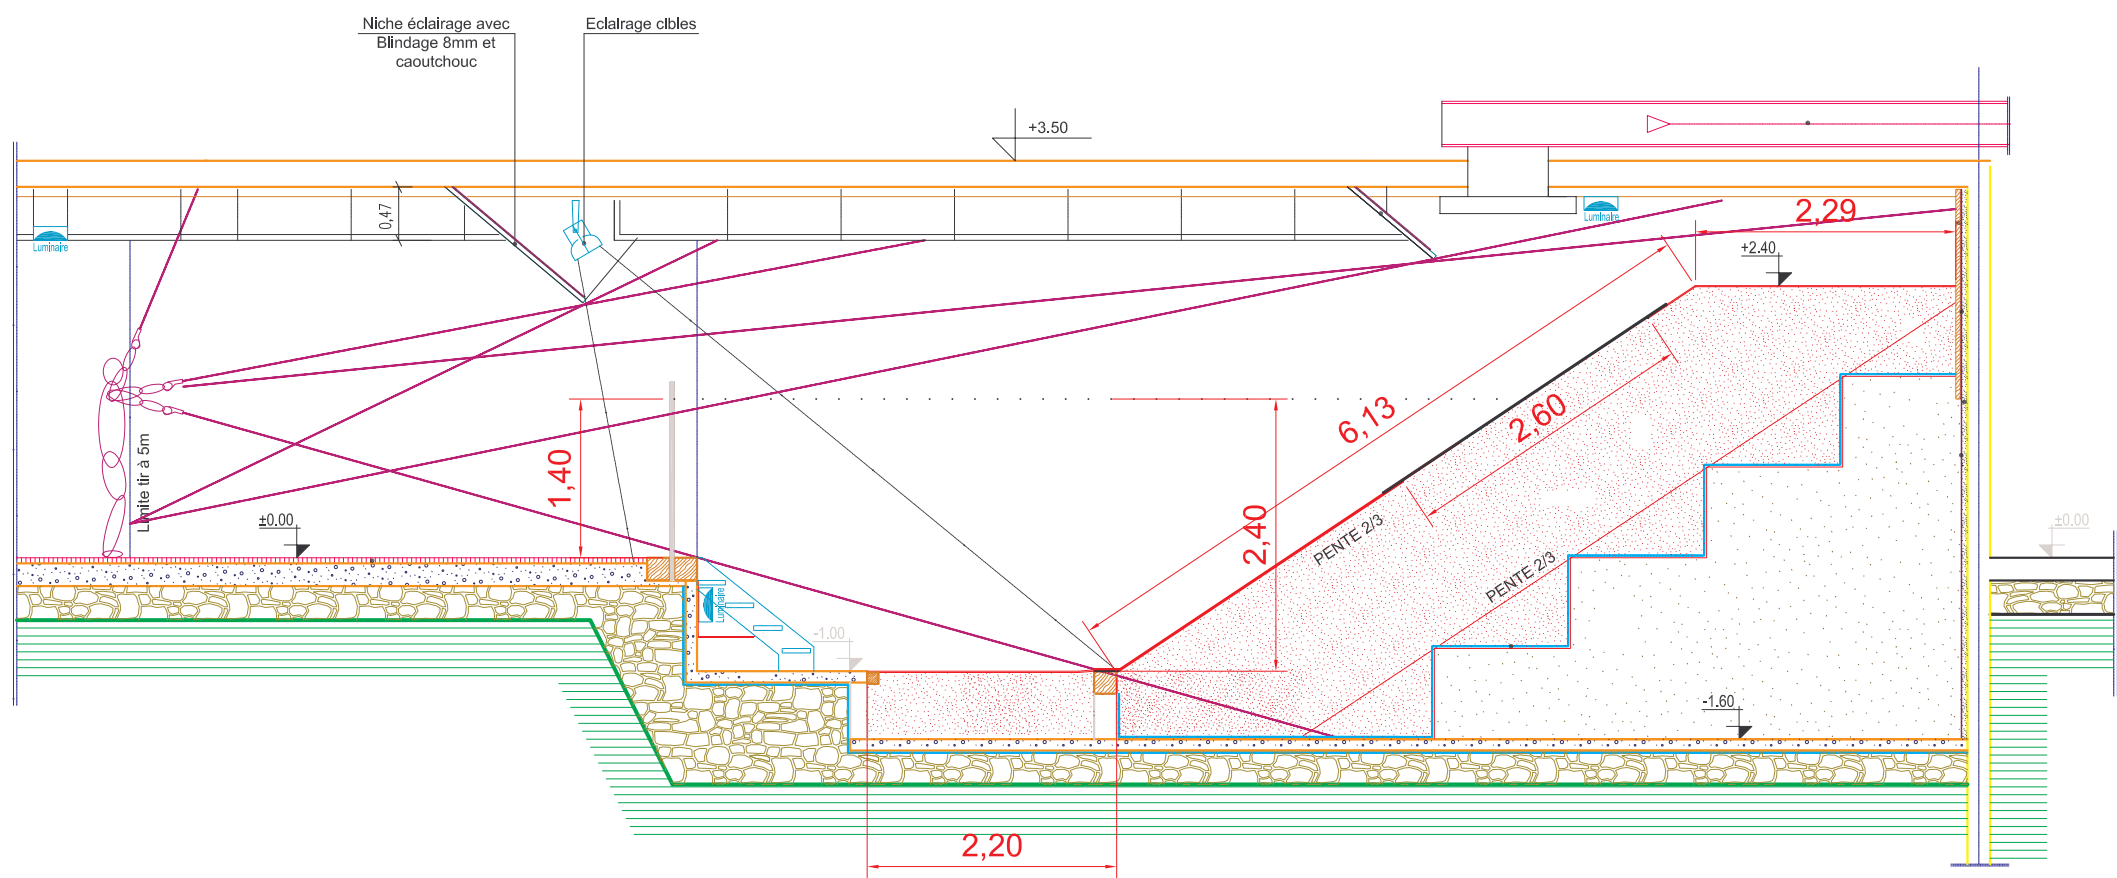 Niche éclairage avec
Blindage 8mm et
caoutchouc
Eclairage cibles
+3.50
0,47
Luminaire
Luminaire
2,29
+2.40
6,13
2,60
1,40
2,40
Limite tir à 5m
±0.00
±0.00
PENTE 2/3
PENTE 2/3
Luminaire
-1.00
-1.60
2,20